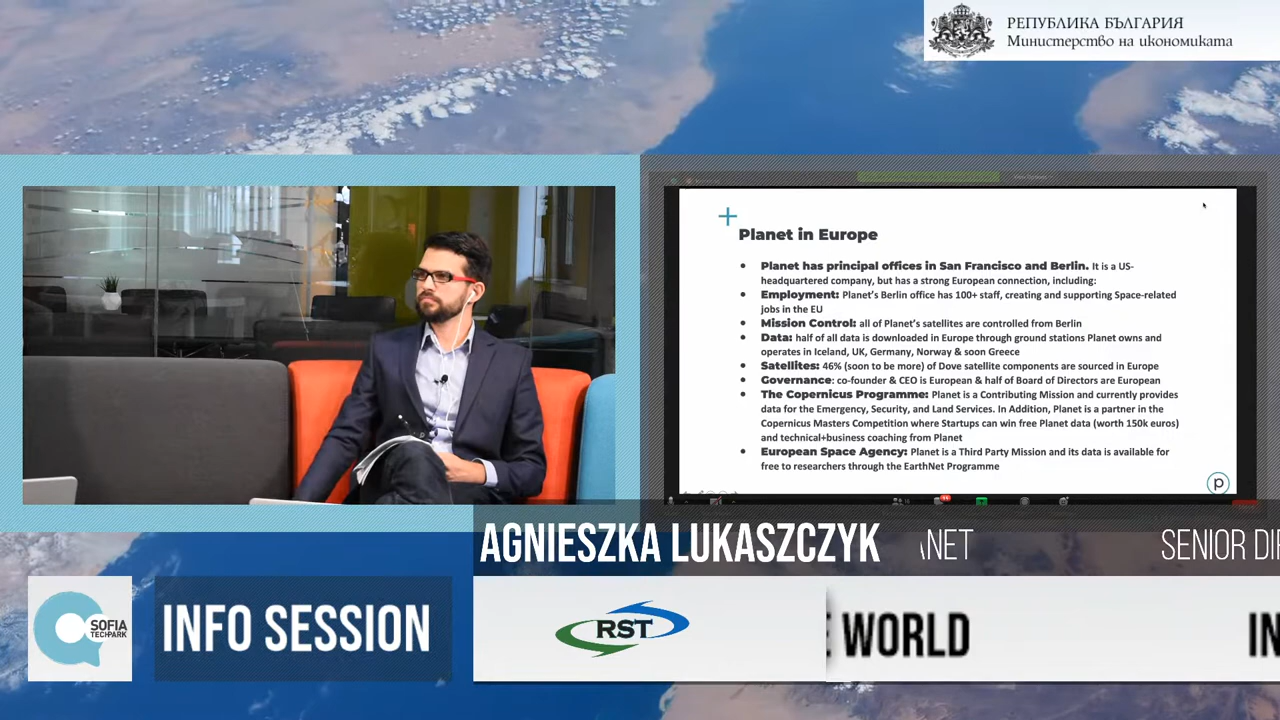 РЕПУБЛИКА БЪЛГАРИЯ
Министерство на икономиката
Planet in Europe
• Planet has principal offices in San Francisco and Berlin. It is a US-
headquartered company, but has a strong European connection, including:
• Employment: Planet's Berlin office has 100+ staff, creating and supporting Space-related
jobs in the EU
• Mission Control: all of Planet's satellites are controlled from Berlin
• Data: half of all data is downloaded in Europe through ground stations Planet owns and
operates in Iceland, UK, Germany, Norway & soon Greece
• Satellites: 46% (soon to be more) of Dove satellite components are sourced in Europe
• Governance: co-founder & CEO is European & half of Board of Directors are European
• The Copernicus Programme: Planet is a Contributing Mission and currently provides
data for the Emergency, Security, and Land Services. In Addition, Planet is a partner in the
Copernicus Masters Competition where Startups can win free Planet data (worth 150k euros)
and technical+business coaching from Planet
• European Space Agency: Planet is a Third Party Mission and its data is available for
free to researchers through the EarthNet Programme
p
AGNIESZKA LUKASZCZYK
NET
SENIOR DI
SOFIA
TECHPARK
INFO SESSION
RST
E WORLD
IN